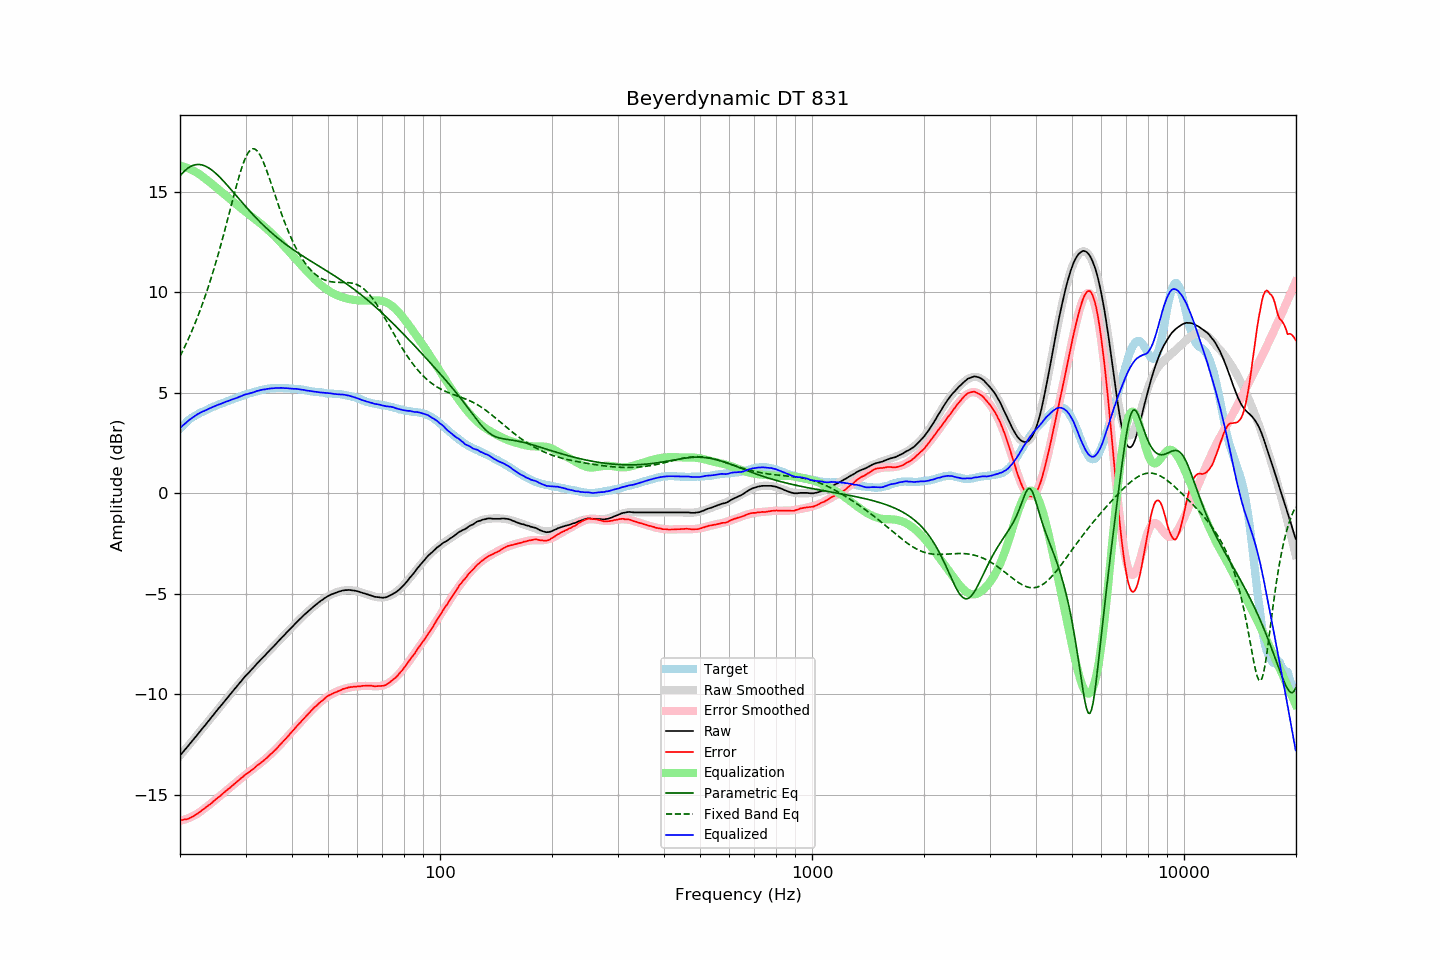 Beyerdynamic DT 831
Amplitude (dBr)
15
10
5
0
−5
−10
−15
Target
Raw Smoothed
Error Smoothed
Raw
Error
Equalization
Parametric Eq
Fixed Band Eq
Equalized
100
1000
10000
Frequency (Hz)